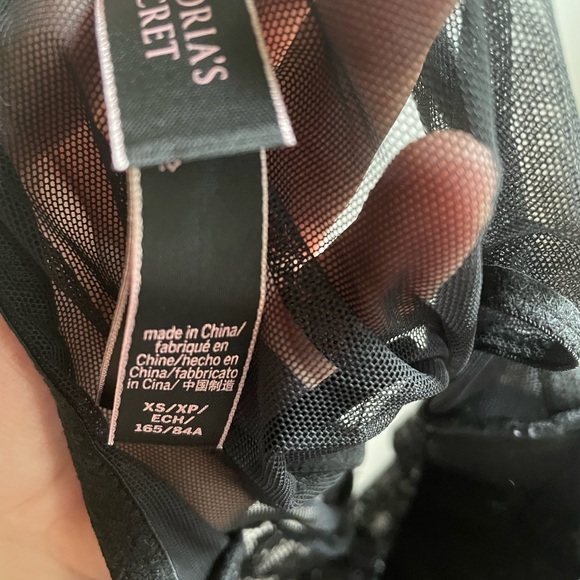 ORIA'S
CRET
made in China/
fabriqué en
Chine/hecho en
China/fabbricato
in Cina/ 中国制造
XS/XP/
ECH/
165/84A